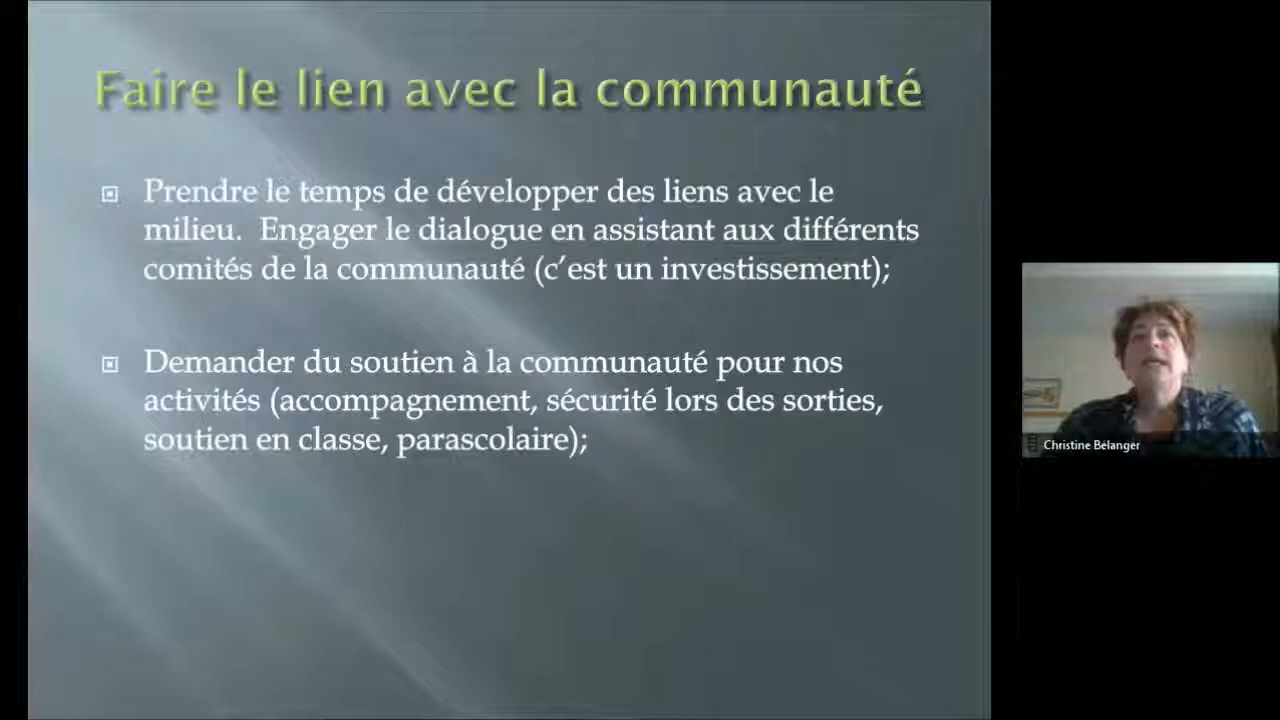 Faire le lien avec la communauté
Prendre le temps de développer des liens avec le
milieu.  Engager le dialogue en assistant aux différents
comités de la communauté (c’est un investissement);
Demander du soutien à la communauté pour nos
activités (accompagnement, sécurité lors des sorties,
soutien en classe, parascolaire);
Christine Bélanger